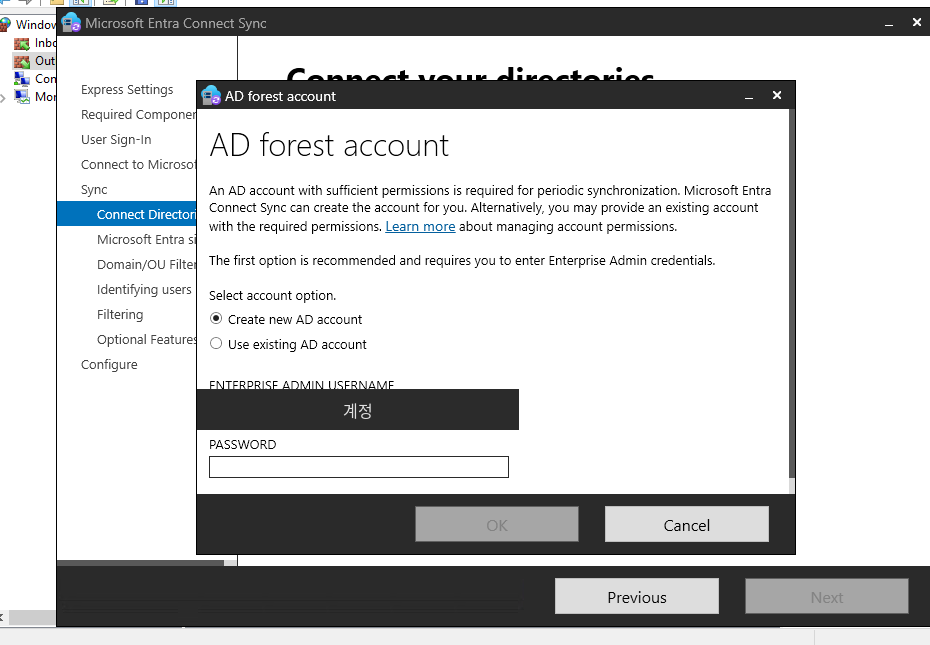 Window
Microsoft Entra Connect Sync
Inbo
Out
Con
Mor
Connect your directories
Express Settings
Required Componen
User Sign-In
Connect to Microsof
Sync
Connect Directori
Microsoft Entra si
Domain/OU Filter
Identifying users
Filtering
Optional Features
Configure
AD forest account
AD forest account
An AD account with sufficient permissions is required for periodic synchronization. Microsoft Entra
Connect Sync can create the account for you. Alternatively, you may provide an existing account
with the required permissions. Learn more about managing account permissions.
The first option is recommended and requires you to enter Enterprise Admin credentials.
Select account option.
Create new AD account
Use existing AD account
ENTERPRISE ADMIN USERNAME
계정
PASSWORD
OK
Cancel
Previous
Next